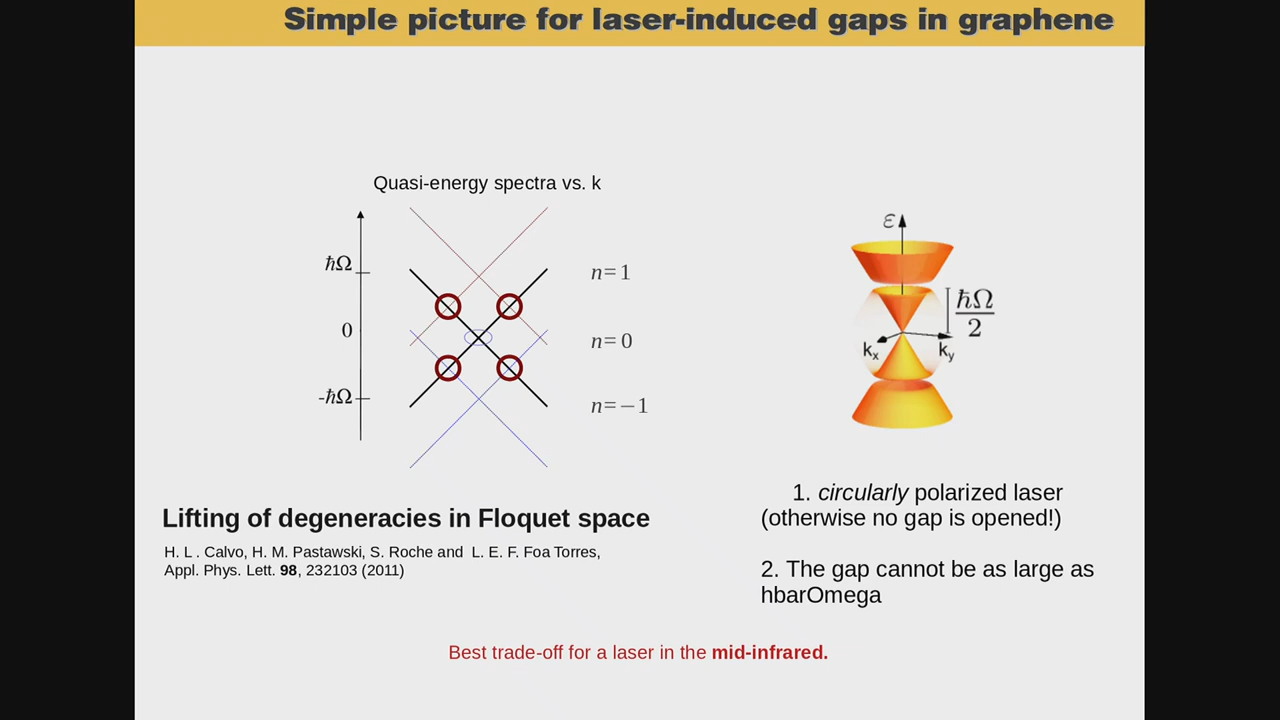 Simple picture for laser-induced gaps in graphene
Quasi-energy spectra vs. k
ħΩ
0
-ħΩ
n=1
n=0
n=−1
ε
ħΩ
2
kx
ky
Lifting of degeneracies in Floquet space
H. L . Calvo, H. M. Pastawski, S. Roche and L. E. F. Foa Torres,
Appl. Phys. Lett. 98, 232103 (2011)
1. circularly polarized laser
(otherwise no gap is opened!)
2. The gap cannot be as large as
hbarOmega
Best trade-off for a laser in the mid-infrared.